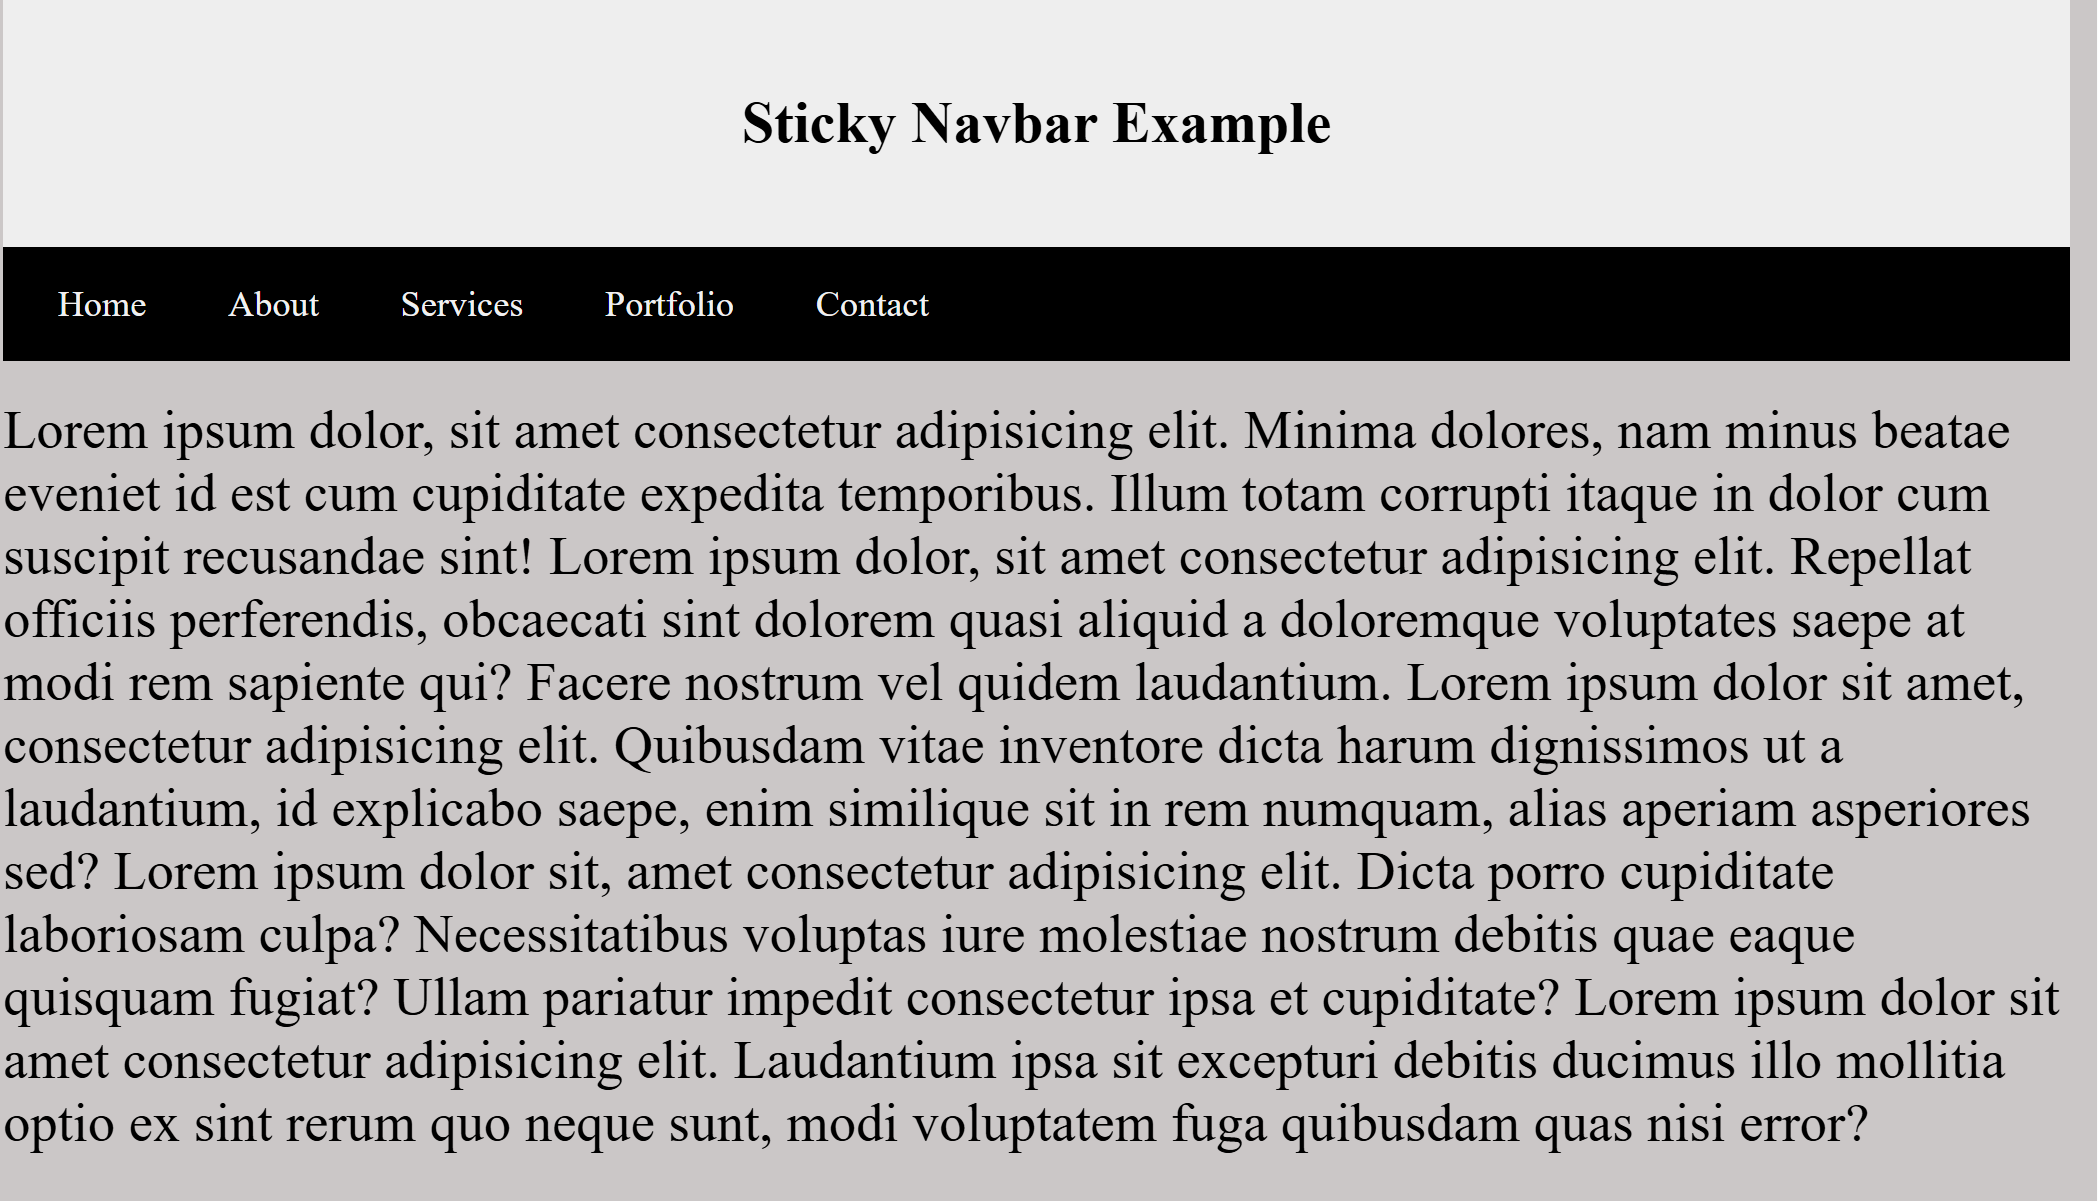 Sticky Navbar Example
Home About Services Portfolio Contact
Lorem ipsum dolor, sit amet consectetur adipisicing elit. Minima dolores, nam minus beatae
eveniet id est cum cupiditate expedita temporibus. Illum totam corrupti itaque in dolor cum
suscipit recusandae sint! Lorem ipsum dolor, sit amet consectetur adipisicing elit. Repellat
officiis perferendis, obcaecati sint dolorem quasi aliquid a doloremque voluptates saepe at
modi rem sapiente qui? Facere nostrum vel quidem laudantium. Lorem ipsum dolor sit amet,
consectetur adipisicing elit. Quibusdam vitae inventore dicta harum dignissimos ut a
laudantium, id explicabo saepe, enim similique sit in rem numquam, alias aperiam asperiores
sed? Lorem ipsum dolor sit, amet consectetur adipisicing elit. Dicta porro cupiditate
laboriosam culpa? Necessitatibus voluptas iure molestiae nostrum debitis quae eaque
quisquam fugiat? Ullam pariatur impedit consectetur ipsa et cupiditate? Lorem ipsum dolor sit
amet consectetur adipisicing elit. Laudantium ipsa sit excepturi debitis ducimus illo mollitia
optio ex sint rerum quo neque sunt, modi voluptatem fuga quibusdam quas nisi error?